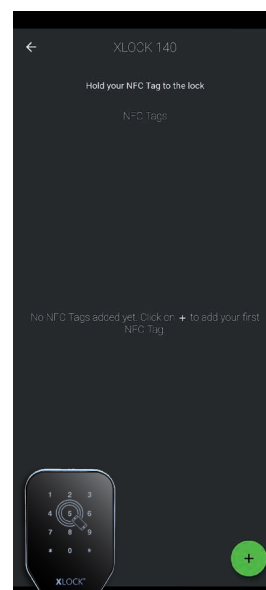 XLOCK 140
Hold your NFC Tag to the lock
NFC Tags
No NFC Tags added yet. Click on + to add your first
NFC Tag
1 2 3
4 5 6
7 8 9
* 0
XLOCK
+